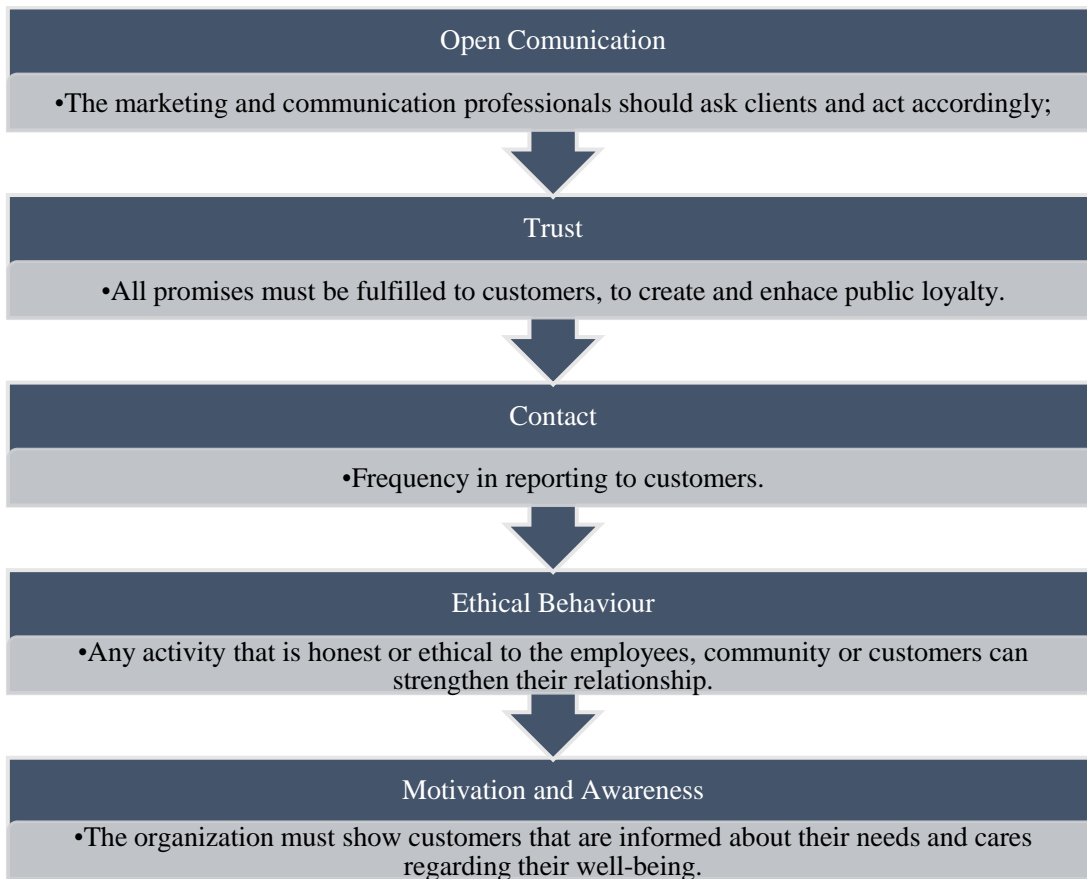 Open Comunication
•The marketing and communication professionals should ask clients and act accordingly;
Trust
•All promises must be fulfilled to customers, to create and enhace public loyalty.
Contact
•Frequency in reporting to customers.
Ethical Behaviour
•Any activity that is honest or ethical to the employees, community or customers can
strengthen their relationship.
Motivation and Awareness
•The organization must show customers that are informed about their needs and cares
regarding their well-being.